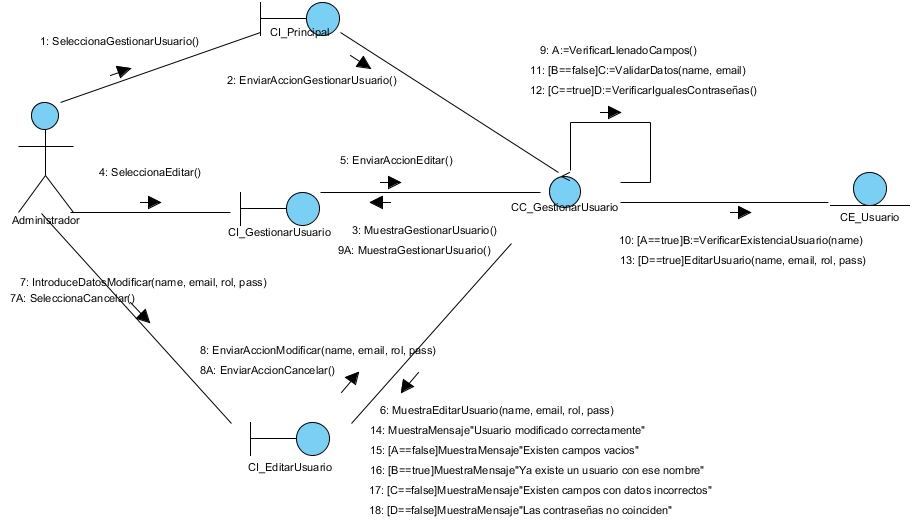 CI_Principal
1: SeleccionaGestionarUsuario()
2: EnviarAccionGestionarUsuario()
9: A:=VerificarLlenadoCampos()
11: [B==false]C:=ValidarDatos(name, email)
12: [C==true]D:=VerificarIgualesContraseñas()
4: SeleccionaEditar()
5: EnviarAccionEditar()
Administrador
CI_GestionarUsuario
CC_GestionarUsuario
CE_Usuario
3: MuestraGestionarUsuario()
9A: MuestraGestionarUsuario()
10: [A==true]B:=VerificarExistenciaUsuario(name)
13: [D==true]EditarUsuario(name, email, rol, pass)
7: IntroduceDatosModificar(name, email, rol, pass)
7A: SeleccionaCancelar()
8: EnviarAccionModificar(name, email, rol, pass)
8A: EnviarAccionCancelar()
6: MuestraEditarUsuario(name, email, rol, pass)
14: MuestraMensaje"Usuario modificado correctamente"
15: [A==false]MuestraMensaje"Existen campos vacios"
16: [B==true]MuestraMensaje"Ya existe un usuario con ese nombre"
17: [C==false]MuestraMensaje"Existen campos con datos incorrectos"
18: [D==false]MuestraMensaje"Las contraseñas no coinciden"
CI_EditarUsuario